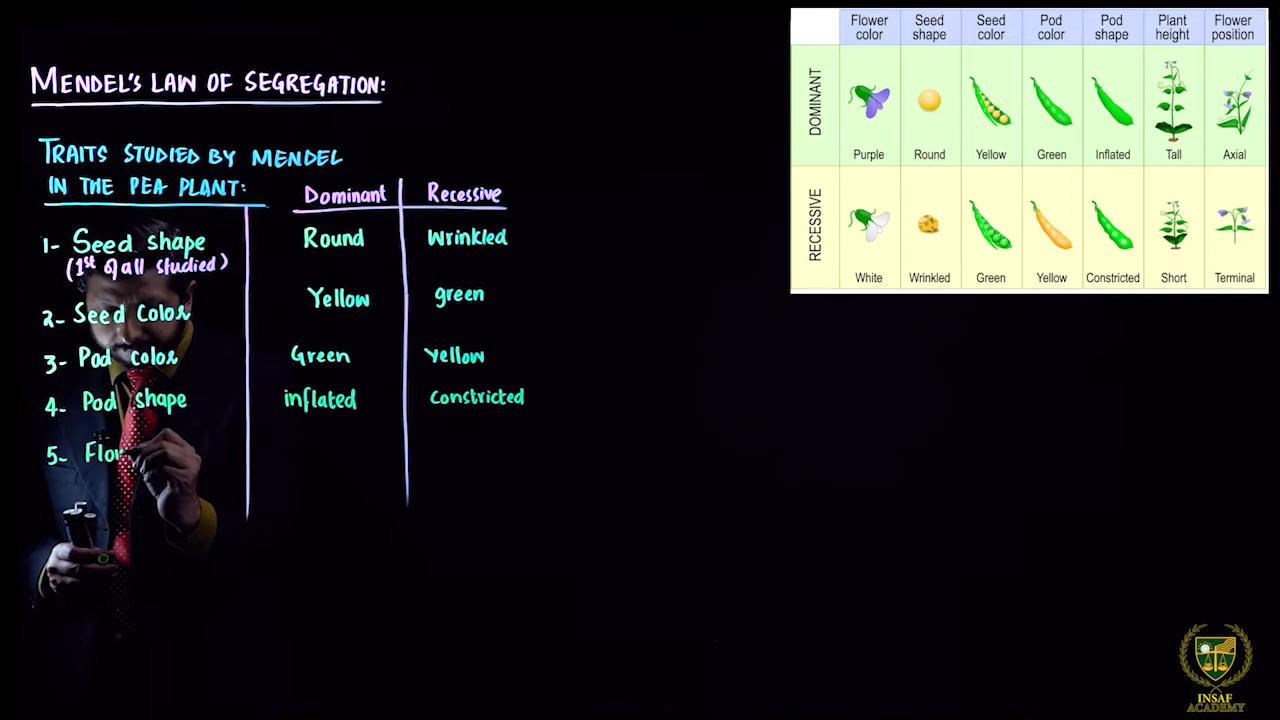 MENDEL'S LAW OF SEGREGATION:
TRAITS STUDIED BY MENDEL
IN THE PEA PLANT:
Dominant Recessive
1- Seed shape Round Wrinkled
(1st of all studied)
2- Seed Color Yellow green
3- Pod color Green Yellow
4- Pod shape inflated Constricted
5- Flow
Flower color Seed shape Seed color Pod color Pod shape Plant height Flower position
DOMINANT
Purple Round Yellow Green Inflated Tall Axial
RECESSIVE
White Wrinkled Green Yellow Constricted Short Terminal
INSAF
ACADEMY